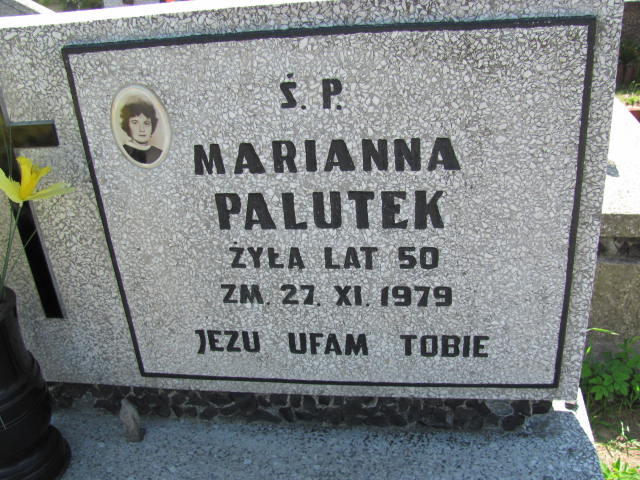 Ś. P.
MARIANNA
PALUTEK
ŻYŁA LAT 50
ZM. 27. XI. 1979
JEZU UFAM TOBIE